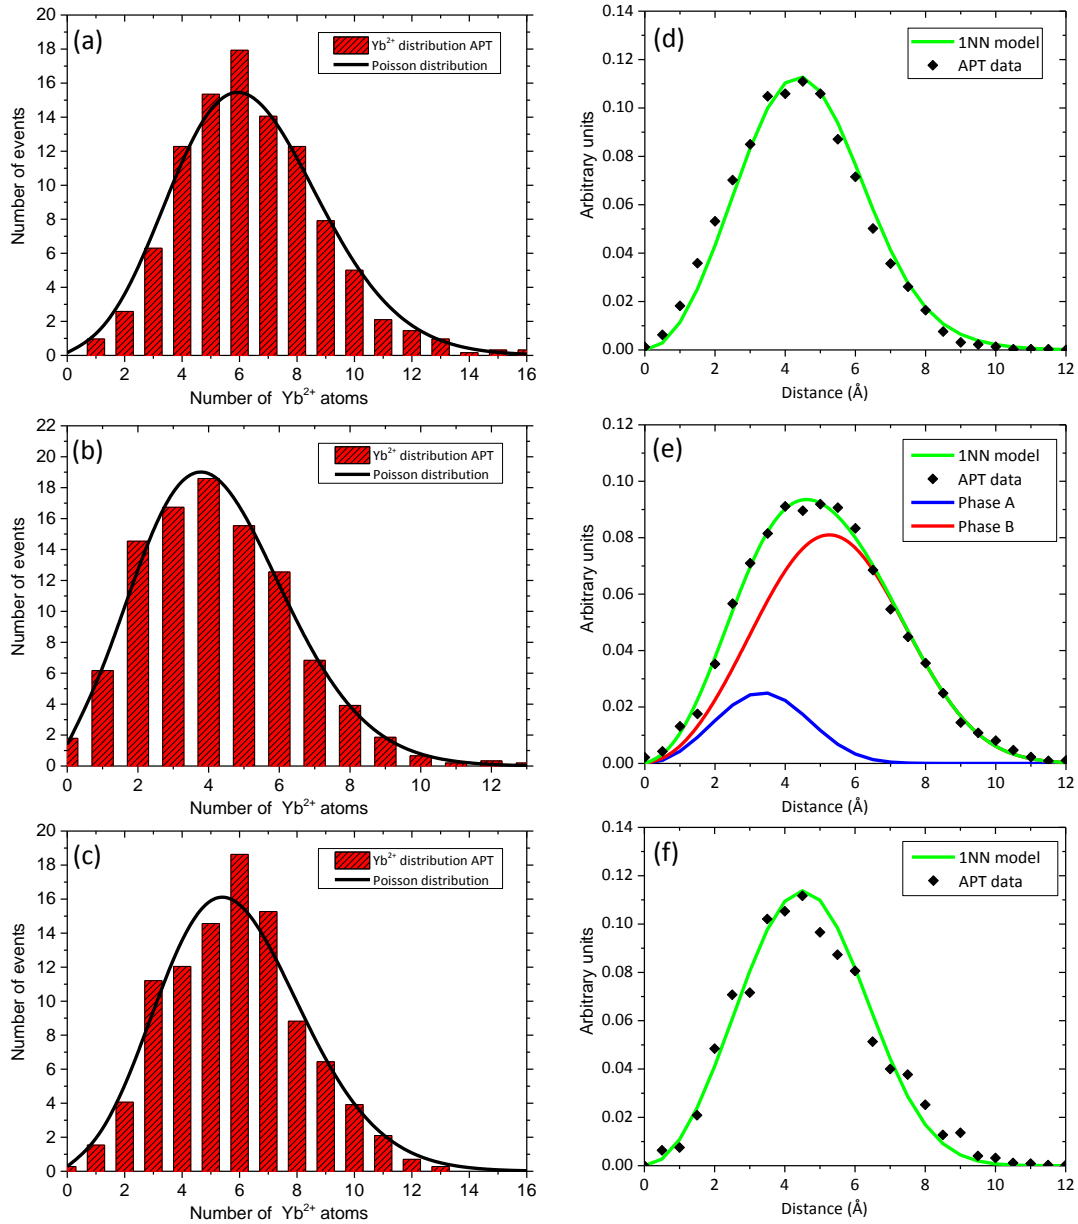 (a)
Yb2+ distribution APT
Poisson distribution
Number of events
20
18
16
14
12
10
8
6
4
2
0
0 2 4 6 8 10 12 14 16
Number of Yb2+ atoms
(d)
1NN model
APT data
Arbitrary units
0.14
0.12
0.10
0.08
0.06
0.04
0.02
0.00
0 2 4 6 8 10 12
Distance (Å)
(b)
Yb2+ distribution APT
Poisson distribution
Number of events
22
20
18
16
14
12
10
8
6
4
2
0
0 2 4 6 8 10 12
Number of Yb2+ atoms
(e)
1NN model
APT data
Phase A
Phase B
Arbitrary units
0.12
0.10
0.08
0.06
0.04
0.02
0.00
0 2 4 6 8 10 12
Distance (Å)
(c)
Yb2+ distribution APT
Poisson distribution
Number of events
20
18
16
14
12
10
8
6
4
2
0
0 2 4 6 8 10 12 14 16
Number of Yb2+ atoms
(f)
1NN model
APT data
Arbitrary units
0.14
0.12
0.10
0.08
0.06
0.04
0.02
0.00
0 2 4 6 8 10 12
Distance (Å)